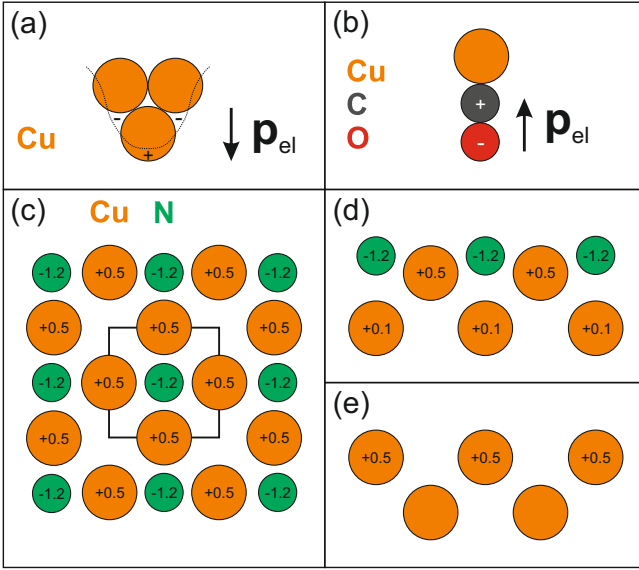 (a)
- -
+
Cu
p_el
(b)
Cu
C
O
+
-
p_el
(c)
Cu N
-1.2 +0.5 -1.2 +0.5 -1.2
+0.5 +0.5 +0.5
-1.2 +0.5 -1.2 +0.5 -1.2
+0.5 +0.5 +0.5
-1.2 +0.5 -1.2 +0.5 -1.2
(d)
-1.2 -1.2 -1.2
+0.5 +0.5
+0.1 +0.1 +0.1
(e)
+0.5 +0.5 +0.5